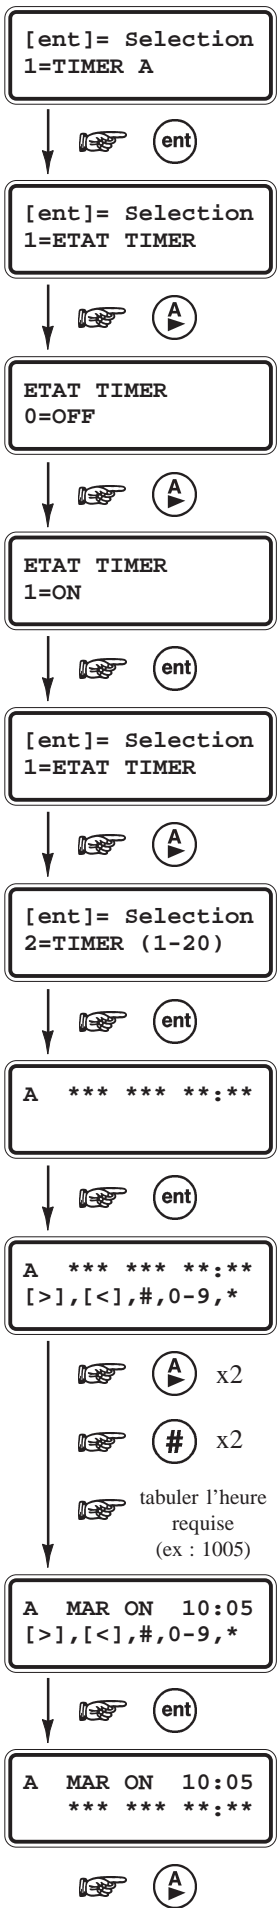 [ent]= Selection
1=TIMER A
ent
[ent]= Selection
1=ETAT TIMER
A
ETAT TIMER
0=OFF
A
ETAT TIMER
1=ON
ent
[ent]= Selection
1=ETAT TIMER
A
[ent]= Selection
2=TIMER (1-20)
ent
A *** *** **:**
ent
A *** *** **:**
[>],[<],#,0-9,*
A x2
# x2
tabuler l'heure
requise
(ex : 1005)
A MAR ON 10:05
[>],[<],#,0-9,*
ent
A MAR ON 10:05
*** *** **:**
A